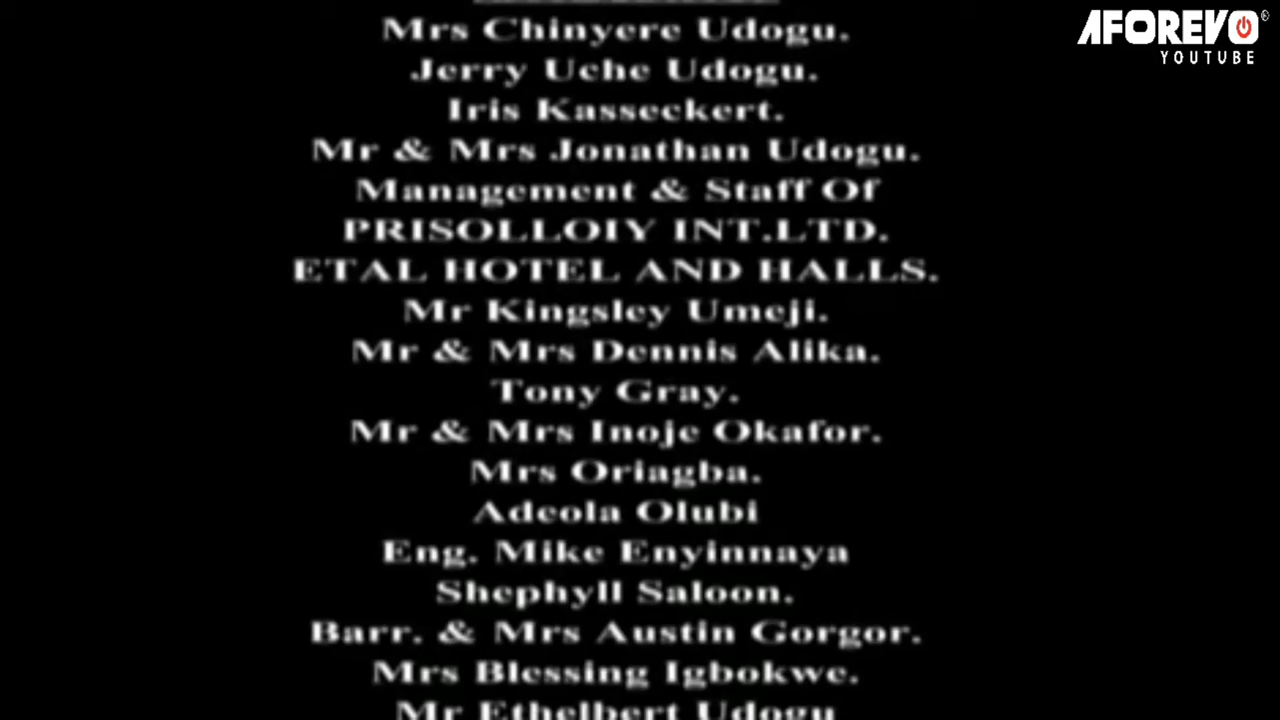 AFOREVO
YOUTUBE
Mrs Chinyere Udogu.
Jerry Uche Udogu.
Iris Kasseckert.
Mr & Mrs Jonathan Udogu.
Management & Staff Of
PRISOLLOIY INT.LTD.
ETAL HOTEL AND HALLS.
Mr Kingsley Umeji.
Mr & Mrs Dennis Alika.
Tony Gray.
Mr & Mrs Inoje Okafor.
Mrs Oriagba.
Adeola Olubi
Eng. Mike Enyinnaya
Shephyll Saloon.
Barr. & Mrs Austin Gorgor.
Mrs Blessing Igbokwe.
Mr Ethelbert Udogu